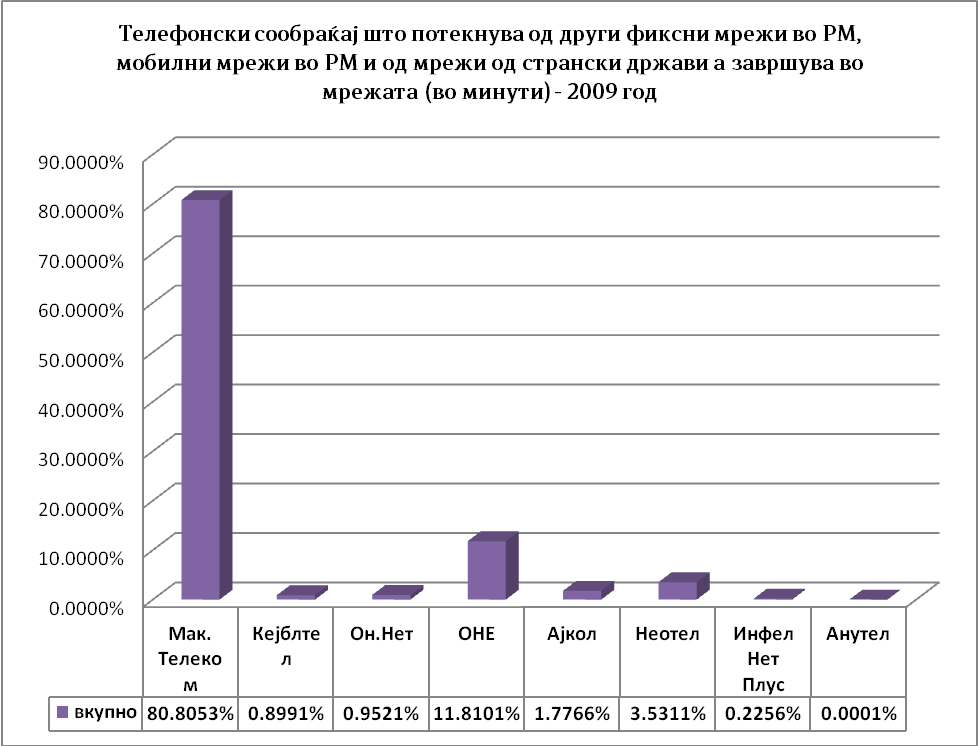 Телефонски сообраќај што потекнува од други фиксни мрежи во РМ,
мобилни мрежи во РМ и од мрежи од странски држави а завршува во
мрежата (во минути) - 2009 год
90.0000%
80.0000%
70.0000%
60.0000%
50.0000%
40.0000%
30.0000%
20.0000%
10.0000%
0.0000%
Мак.
Телеко
м
Кејблте
л
Он.Нет
ОНЕ
Ајкол
Неотел
Инфел
Нет
Плус
Анутел
вкупно 80.8053% 0.8991% 0.9521% 11.8101% 1.7766% 3.5311% 0.2256% 0.0001%